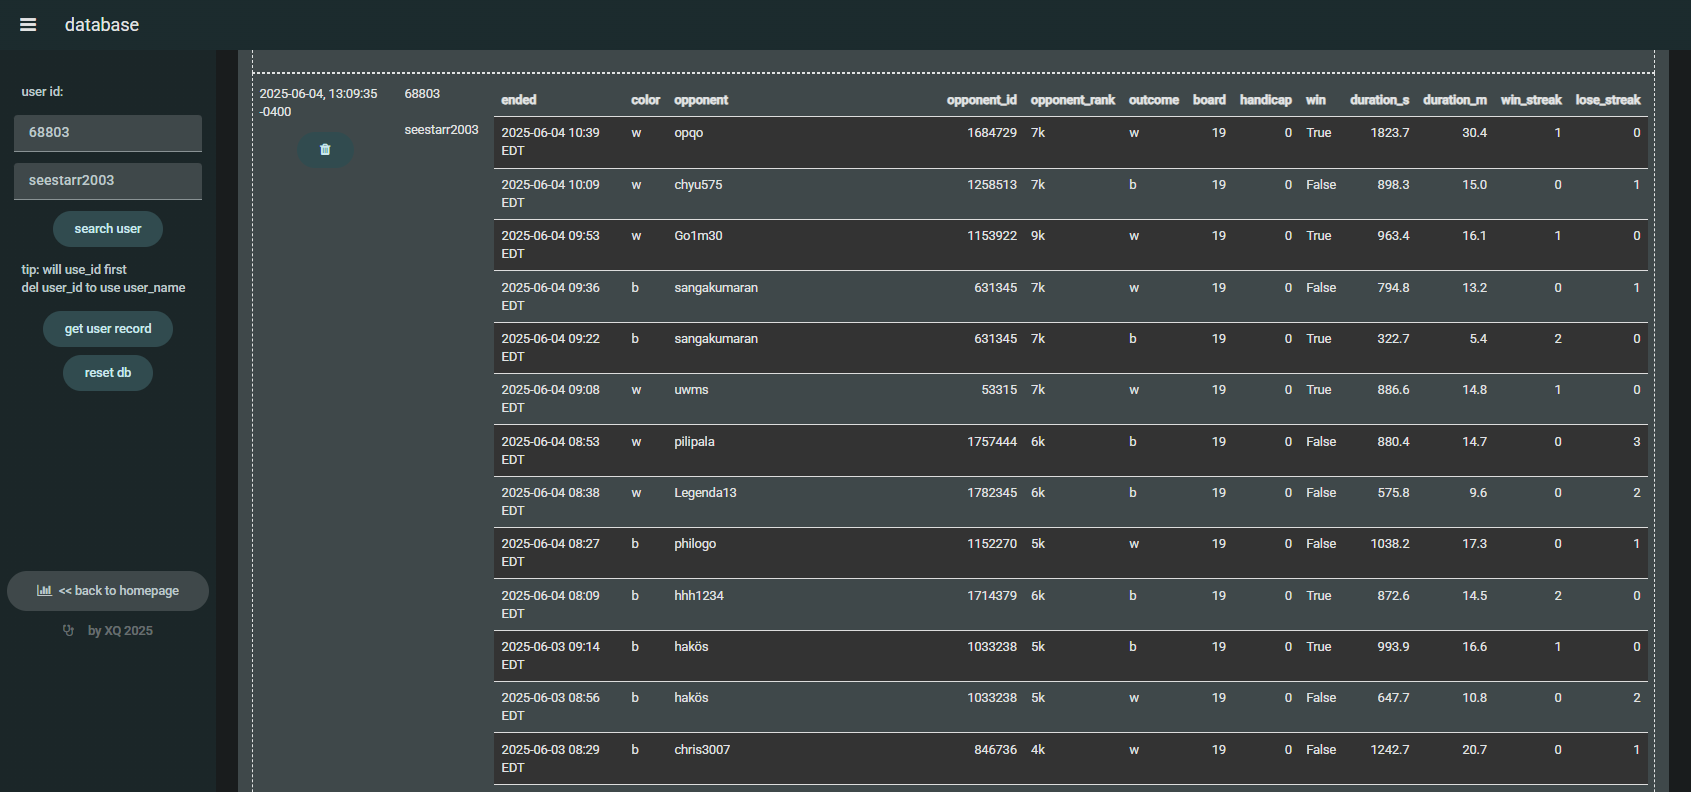 database
user id:
68803
seestarr2003
search user
tip: will use_id first
del user_id to use user_name
get user record
reset db
<< back to homepage
by XQ 2025
2025-06-04, 13:09:35
-0400
68803
seestarr2003
ended color opponent opponent_id opponent_rank outcome board handicap win duration_s duration_m win_streak lose_streak
2025-06-04 10:39 w opqo 1684729 7k w 19 0 True 1823.7 30.4 1 0
EDT
2025-06-04 10:09 w chyu575 1258513 7k b 19 0 False 898.3 15.0 0 1
EDT
2025-06-04 09:53 w Go1m30 1153922 9k w 19 0 True 963.4 16.1 1 0
EDT
2025-06-04 09:36 b sangakumaran 631345 7k w 19 0 False 794.8 13.2 0 1
EDT
2025-06-04 09:22 b sangakumaran 631345 7k b 19 0 True 322.7 5.4 2 0
EDT
2025-06-04 09:08 w uwms 53315 7k w 19 0 True 886.6 14.8 1 0
EDT
2025-06-04 08:53 w pilipala 1757444 6k b 19 0 False 880.4 14.7 0 3
EDT
2025-06-04 08:38 w Legenda13 1782345 6k b 19 0 False 575.8 9.6 0 2
EDT
2025-06-04 08:27 b philogo 1152270 5k w 19 0 False 1038.2 17.3 0 1
EDT
2025-06-04 08:09 b hhh1234 1714379 6k b 19 0 True 872.6 14.5 2 0
EDT
2025-06-03 09:14 b hakös 1033238 5k b 19 0 True 993.9 16.6 1 0
EDT
2025-06-03 08:56 b hakös 1033238 5k w 19 0 False 647.7 10.8 0 2
EDT
2025-06-03 08:29 b chris3007 846736 4k w 19 0 False 1242.7 20.7 0 1
EDT